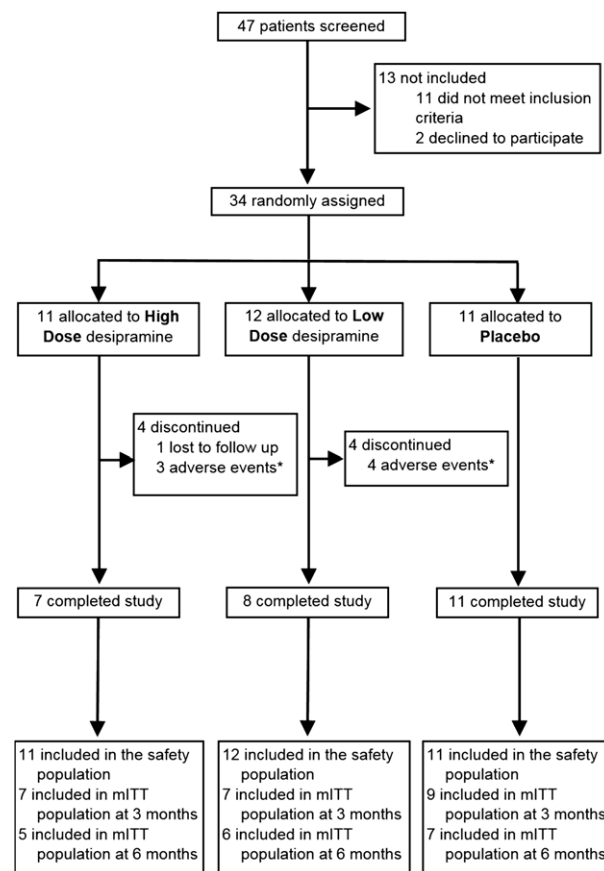 47 patients screened
13 not included
11 did not meet inclusion
criteria
2 declined to participate
34 randomly assigned
11 allocated to High
Dose desipramine
12 allocated to Low
Dose desipramine
11 allocated to
Placebo
4 discontinued
1 lost to follow up
3 adverse events*
4 discontinued
4 adverse events*
7 completed study
8 completed study
11 completed study
11 included in the safety
population
7 included in mITT
population at 3 months
5 included in mITT
population at 6 months
12 included in the safety
population
7 included in mITT
population at 3 months
6 included in mITT
population at 6 months
11 included in the safety
population
9 included in mITT
population at 3 months
7 included in mITT
population at 6 months